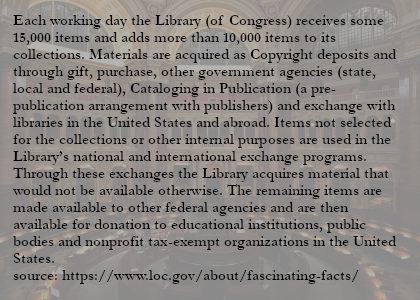 Each working day the Library (of Congress) receives some
15,000 items and adds more than 10,000 items to its
collections. Materials are acquired as Copyright deposits and
through gift, purchase, other government agencies (state,
local and federal), Cataloging in Publication (a pre-
publication arrangement with publishers) and exchange with
libraries in the United States and abroad. Items not selected
for the collections or other internal purposes are used in the
Library's national and international exchange programs.
Through these exchanges the Library acquires material that
would not be available otherwise. The remaining items are
made available to other federal agencies and are then
available for donation to educational institutions, public
bodies and nonprofit tax-exempt organizations in the United
States.
source: https://www.loc.gov/about/fascinating-facts/